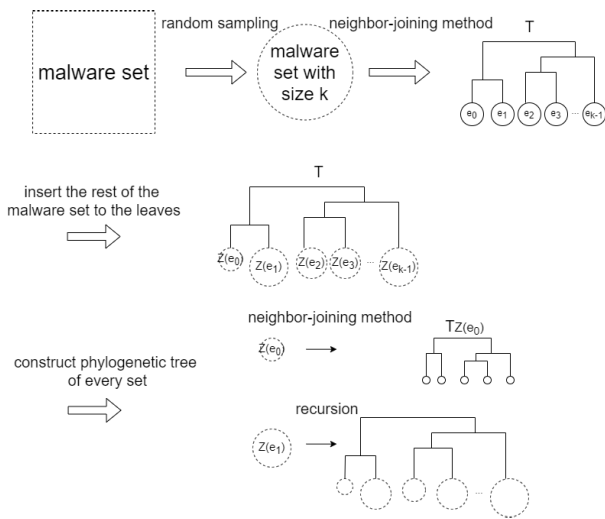 random sampling
neighbor-joining method
T
malware set
malware
set with
size k
e0
e1
e2
e3
...
ek-1
insert the rest of the
malware set to the leaves
T
Z(e0)
Z(e1)
Z(e2)
Z(e3)
...
Z(ek-1)
neighbor-joining method
TZ(e0)
Z(e0)
construct phylogenetic tree
of every set
recursion
Z(e1)
...